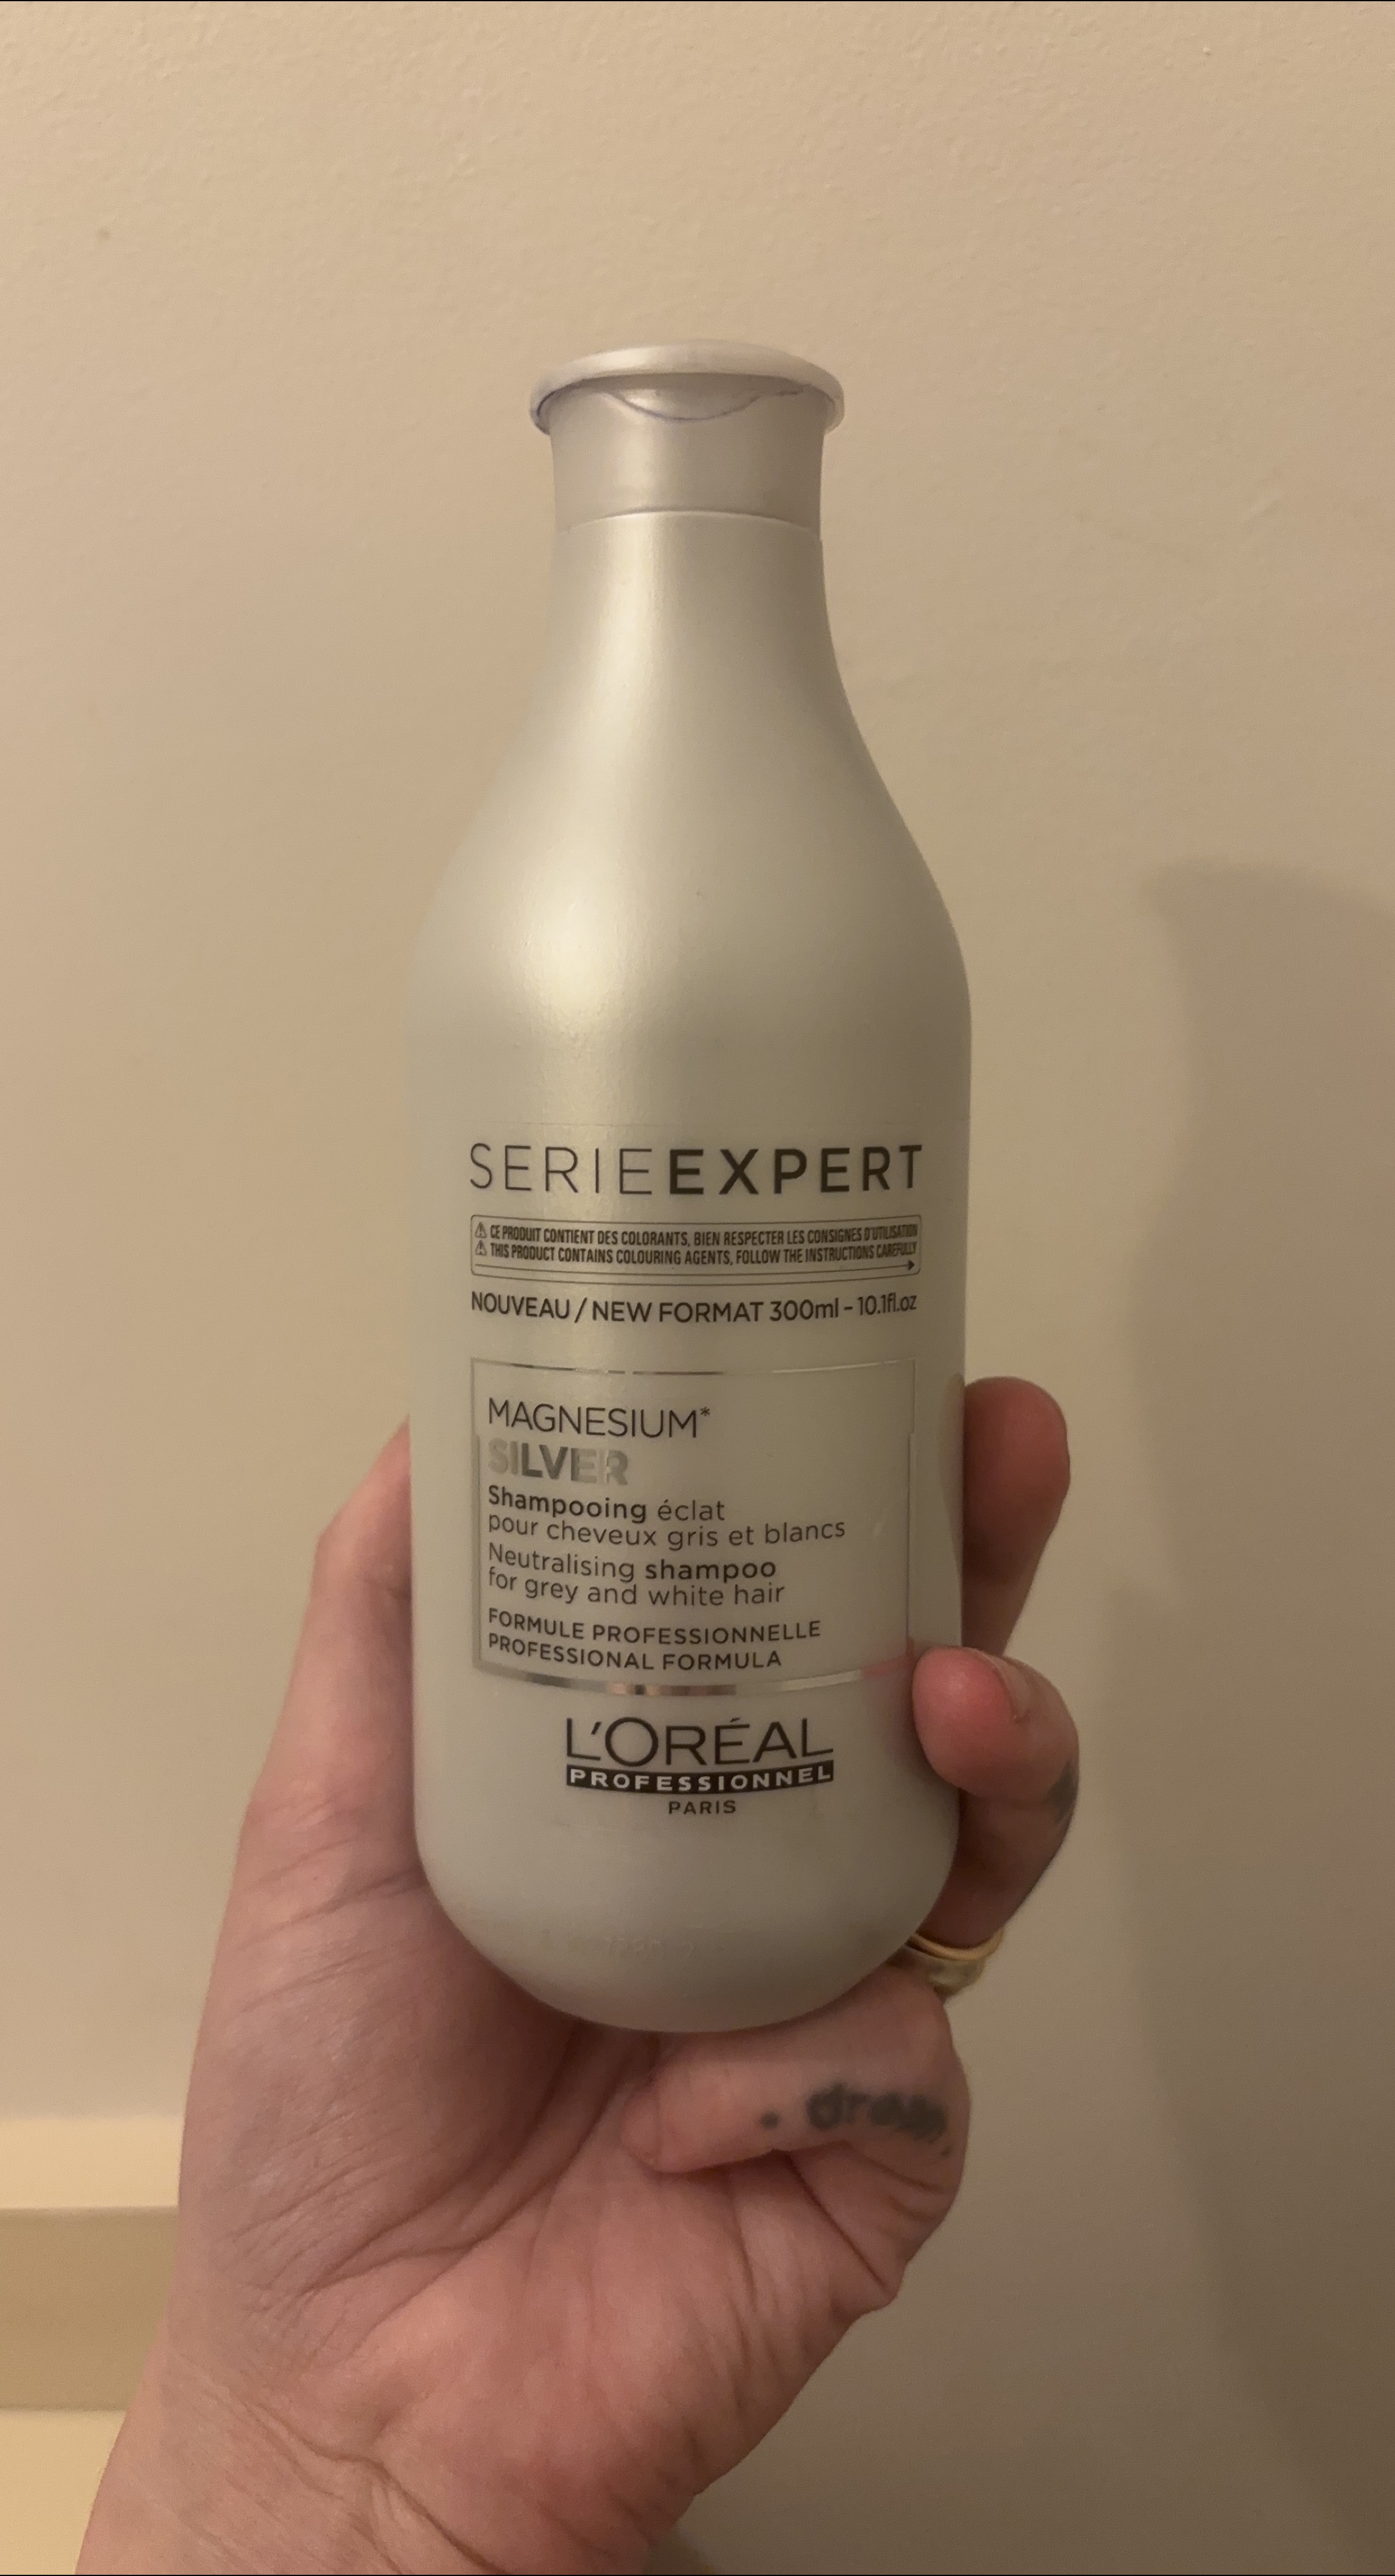 SERIEEXPERT
⚠ CE PRODUIT CONTIENT DES COLORANTS, BIEN RESPECTER LES CONSIGNES D'UTILISATION
⚠ THIS PRODUCT CONTAINS COLOURING AGENTS, FOLLOW THE INSTRUCTIONS CAREFULLY
NOUVEAU / NEW FORMAT 300ml - 10.1fl.oz
MAGNESIUM*
SILVER
Shampooing éclat
pour cheveux gris et blancs
Neutralising shampoo
for grey and white hair
FORMULE PROFESSIONNELLE
PROFESSIONAL FORMULA
L'ORÉAL
PROFESSIONNEL
PARIS